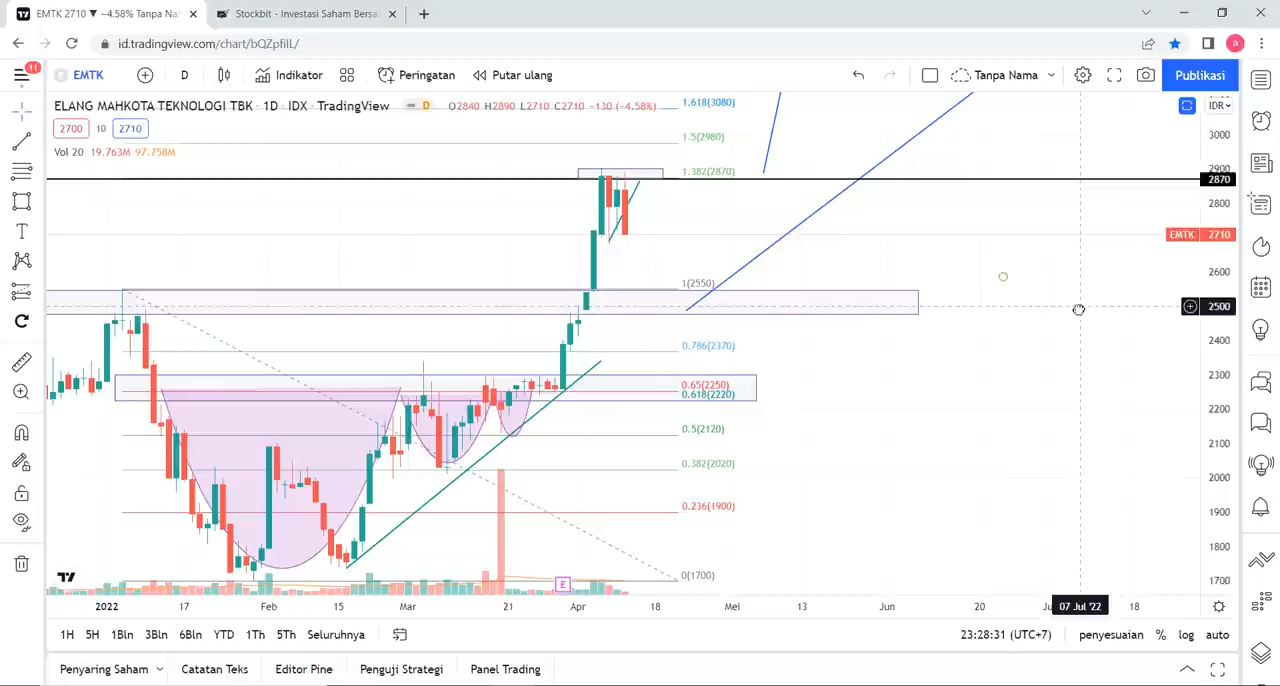 EMTK 2710 ▼ −4.58% Tanpa Nar
Stockbit - Investasi Saham Bersa
id.tradingview.com/chart/bQZpfilL/
a
11
EMTK
D
Indikator
Peringatan
Putar ulang
Tanpa Nama
Publikasi
ELANG MAHKOTA TEKNOLOGI TBK · 1D · IDX · TradingView
D
O2840 H2890 L2710 C2710 −130 (−4.58%)
2700 10 2710
Vol 20 19.763M 97.758M
1.618(3080)
1.5(2980)
1.382(2870)
1(2550)
0.786(2370)
0.65(2250)
0.618(2220)
0.5(2120)
0.382(2020)
0.236(1900)
0(1700)
E
IDR
3000
2900
2870
2800
EMTK 2710
2600
2500
2400
2300
2200
2100
2000
1900
1800
1700
2022 17 Feb 15 Mar 21 Apr 18 Mei 13 Jun 20 07 Jul '22 18
1H 5H 1Bln 3Bln 6Bln YTD 1Th 5Th Seluruhnya
23:28:31 (UTC+7) penyesuaian % log auto
Penyaring Saham Catatan Teks Editor Pine Penguji Strategi Panel Trading